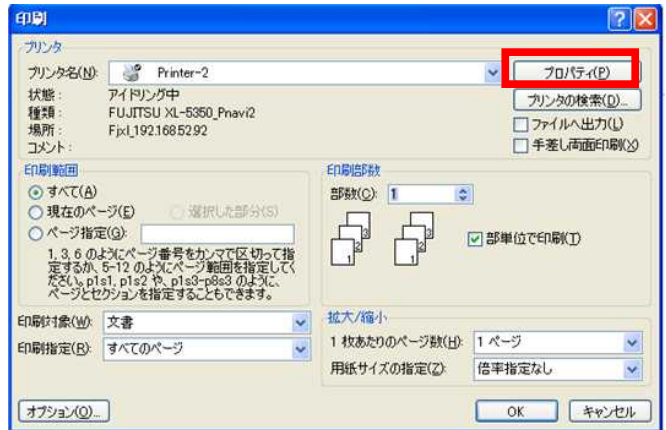 印刷
プリンタ
プリンタ名(N): Printer-2 プロパティ(P)
状態: アイドリング中 プリンタの検索(D)...
種類: FUJITSU XL-5350_Pnavi2
場所: Fjxl_192.168.52.92 ファイルへ出力(L)
コメント: 手差し両面印刷(X)
印刷範囲
すべて(A)
現在のページ(E) 選択した部分(S)
ページ指定(G):
1,3,6 のようにページ番号をカンマで区切って指
定するか、5-12 のようにページ範囲を指定してく
ださい。p1s1, p1s2 や、p1s3-p8s3 のように、
ページとセクションを指定することもできます。
印刷部数
部数(C): 1
1 2 3 1 2 3
部単位で印刷(T)
印刷対象(W): 文書
印刷指定(R): すべてのページ
拡大/縮小
1 枚あたりのページ数(H): 1 ページ
用紙サイズの指定(Z): 倍率指定なし
オプション(O)... OK キャンセル